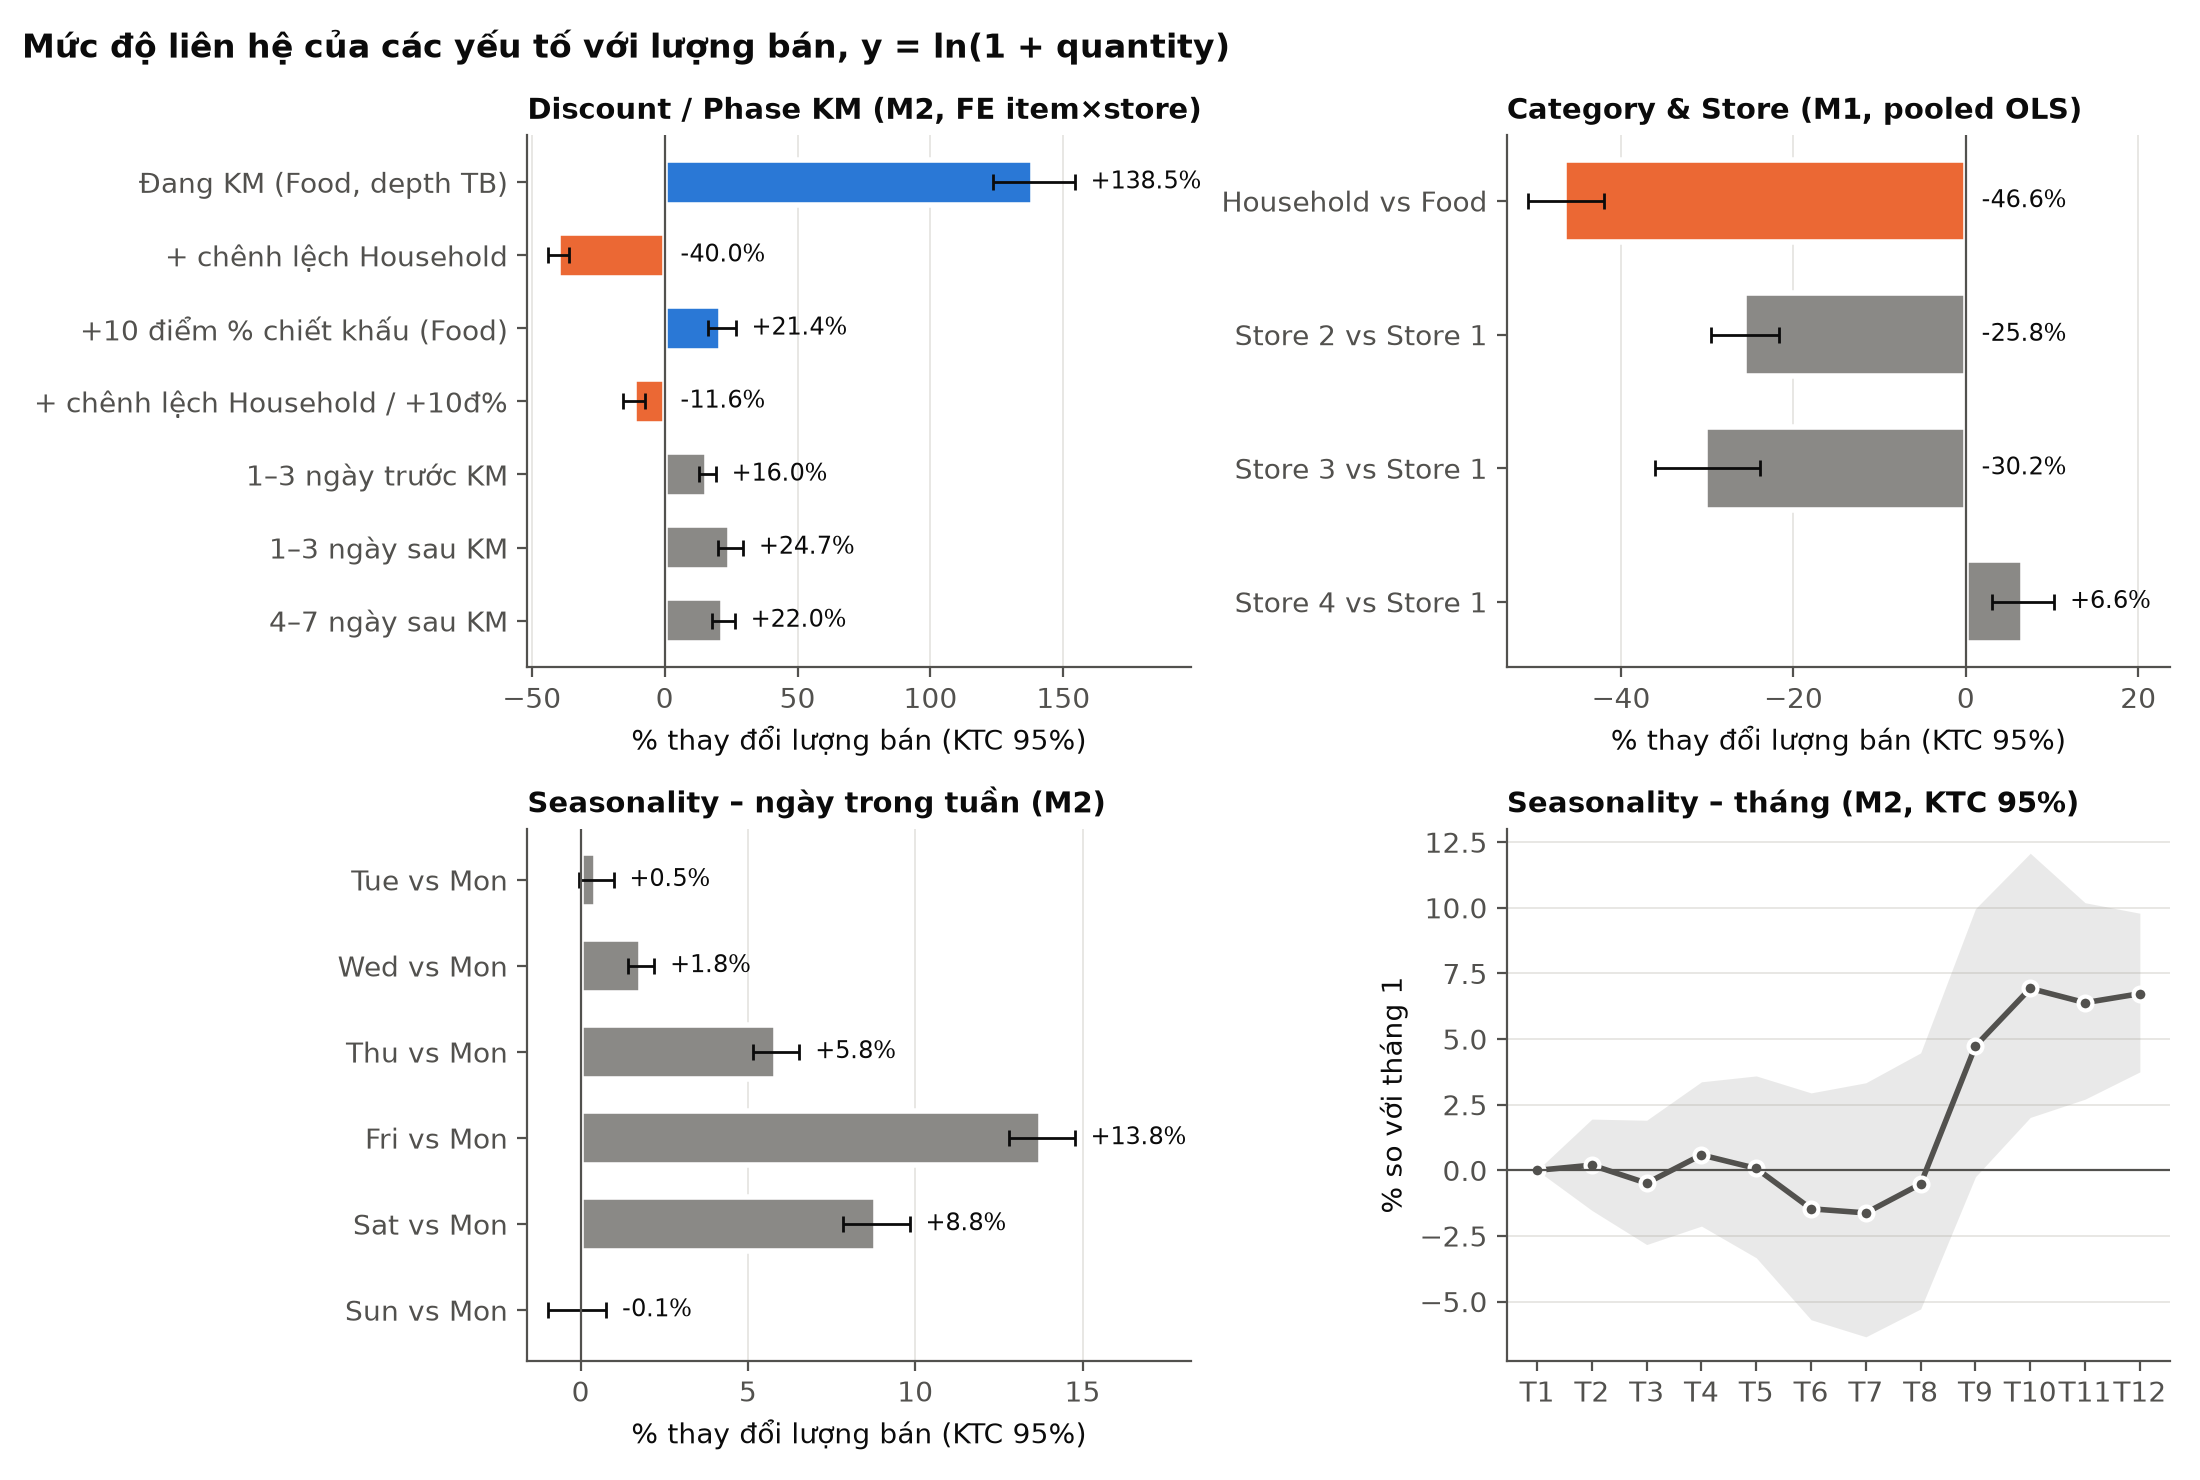 Mức độ liên hệ của các yếu tố với lượng bán, y = ln(1 + quantity)
Discount / Phase KM (M2, FE item×store)
Đang KM (Food, depth TB)
+138.5%
+ chênh lệch Household
-40.0%
+10 điểm % chiết khấu (Food)
+21.4%
+ chênh lệch Household / +10đ%
-11.6%
1–3 ngày trước KM
+16.0%
1–3 ngày sau KM
+24.7%
4–7 ngày sau KM
+22.0%
−50 0 50 100 150
% thay đổi lượng bán (KTC 95%)
Category & Store (M1, pooled OLS)
Household vs Food
-46.6%
Store 2 vs Store 1
-25.8%
Store 3 vs Store 1
-30.2%
Store 4 vs Store 1
+6.6%
−40 −20 0 20
% thay đổi lượng bán (KTC 95%)
Seasonality – ngày trong tuần (M2)
Tue vs Mon
+0.5%
Wed vs Mon
+1.8%
Thu vs Mon
+5.8%
Fri vs Mon
+13.8%
Sat vs Mon
+8.8%
Sun vs Mon
-0.1%
0 5 10 15
% thay đổi lượng bán (KTC 95%)
Seasonality – tháng (M2, KTC 95%)
% so với tháng 1
12.5
10.0
7.5
5.0
2.5
0.0
−2.5
−5.0
T1 T2 T3 T4 T5 T6 T7 T8 T9 T10 T11 T12